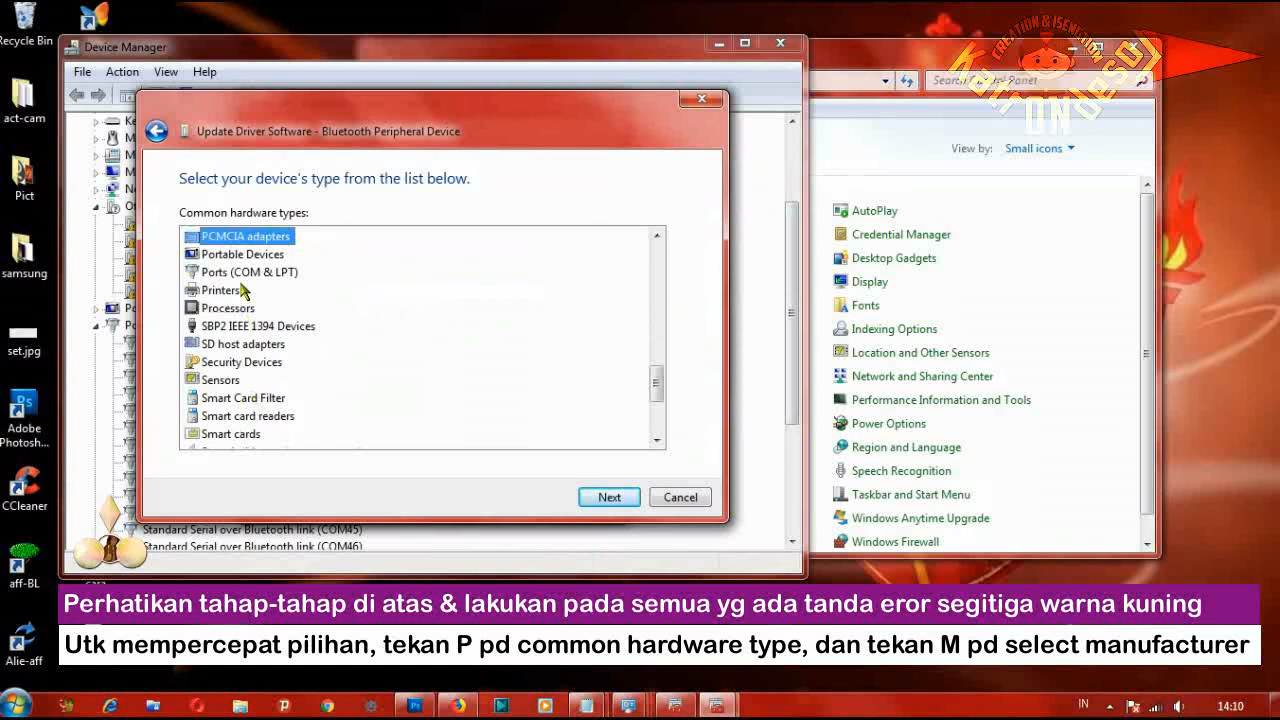 Recycle Bin
act-cam
Pict
samsung
set.jpg
Adobe
Photosh...
CCleaner
aff-BL
Alie-aff
Device Manager
File Action View Help
Update Driver Software - Bluetooth Peripheral Device
Select your device's type from the list below.
Common hardware types:
PCMCIA adapters
Portable Devices
Ports (COM & LPT)
Printers
Processors
SBP2 IEEE 1394 Devices
SD host adapters
Security Devices
Sensors
Smart Card Filter
Smart card readers
Smart cards
Next
Cancel
Standard Serial over Bluetooth link (COM45)
Standard Serial over Bluetooth link (COM46)
CREATION & ISENGTION
View by: Small icons
AutoPlay
Credential Manager
Desktop Gadgets
Display
Fonts
Indexing Options
Location and Other Sensors
Network and Sharing Center
Performance Information and Tools
Power Options
Region and Language
Speech Recognition
Taskbar and Start Menu
Windows Anytime Upgrade
Windows Firewall
Perhatikan tahap-tahap di atas & lakukan pada semua yg ada tanda eror segitiga warna kuning
Utk mempercepat pilihan, tekan P pd common hardware type, dan tekan M pd select manufacturer
IN
14:10